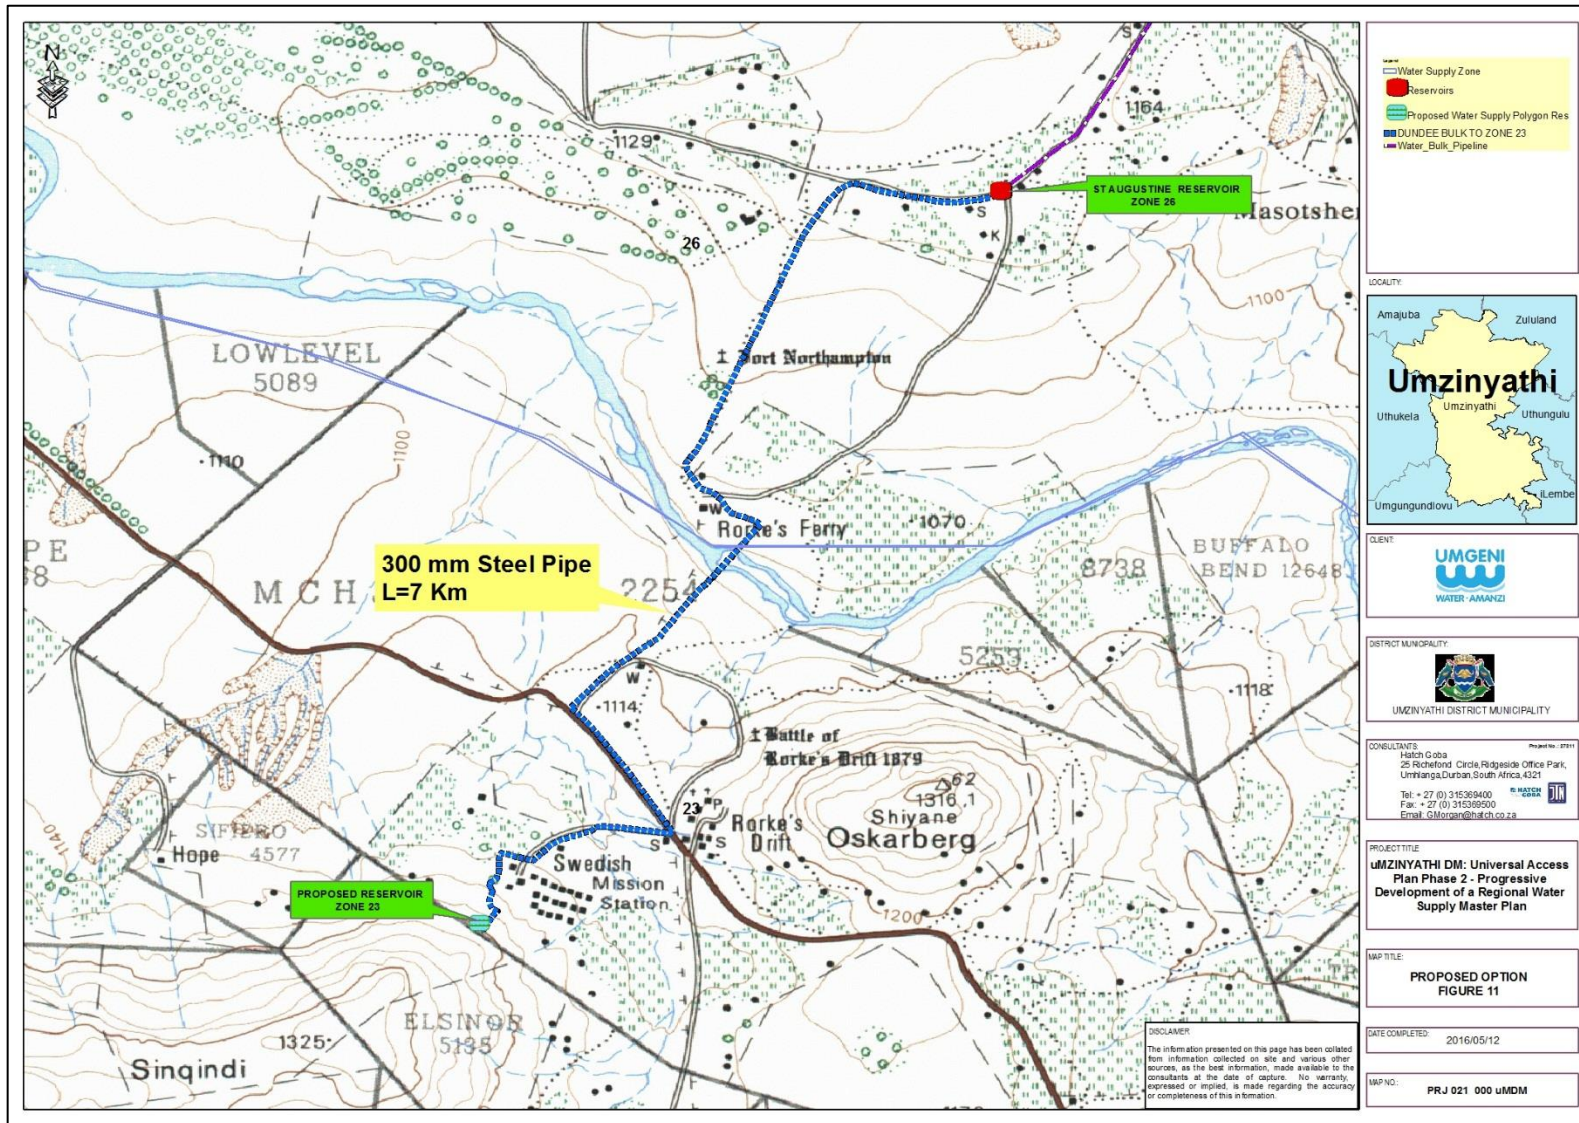 N
S
1164
1129
ST AUGUSTINE RESERVOIR
ZONE 26
S
Masotshe
K
26
1100
LOWLEVEL
5089
Fort Northampton
1100
1110
W
Rorke's Ferry
1070
BUFFALO
BEND 12648
300 mm Steel Pipe
L=7 Km
2254
8738
MCH
5253
W
1114
1118
Battle of
Rorke's Drift 1879
62
1316,1
Shiyane
Oskarberg
23
P
Rorke's
Drift
S
S
1140
4577
Hope
Swedish
Mission
Station
PROPOSED RESERVOIR
ZONE 23
1200
ELSINOR
5135
1325
Sinqindi
DISCLAIMER
The information presented on this page has been collated
from information collected on site and various other
sources, as the best information, made available to the
consultants at the date of capture. No warranty,
expressed or implied, is made regarding the accuracy
or completeness of this information.
Water Supply Zone
Reservoirs
Proposed Water Supply Polygon Res
DUNDEE BULK TO ZONE 23
Water_Bulk_Pipeline
LOCALITY:
Amajuba
Zululand
Umzinyathi
Umzinyathi
Uthukela
Uthungulu
iLembe
Umgungundlovu
CLIENT:
UMGENI
WATER · AMANZI
DISTRICT MUNICIPALITY:
UMZINYATHI DISTRICT MUNICIPALITY
CONSULTANTS:
Hatch Goba
25 Richefond Circle,Ridgeside Office Park,
Umhlanga,Durban,South Africa,4321
Tel: + 27 (0) 315369400
Fax: + 27 (0) 315369500
Email: GMorgan@hatch.co.za
HATCH
GOBA
PROJECT TITLE
uMZINYATHI DM: Universal Access
Plan Phase 2 - Progressive
Development of a Regional Water
Supply Master Plan
MAP TITLE:
PROPOSED OPTION
FIGURE 11
DATE COMPLETED:
2016/05/12
MAP NO.:
PRJ 021 000 uMDM